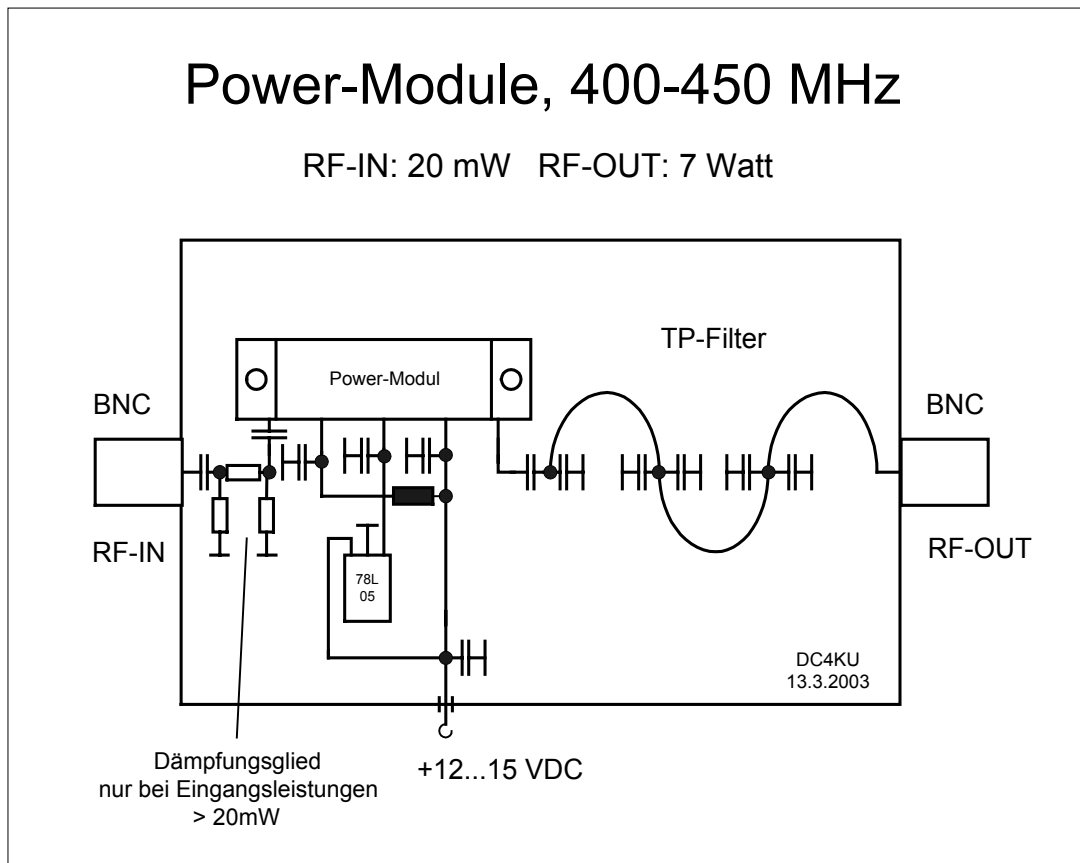 Power-Module, 400-450 MHz
RF-IN: 20 mW RF-OUT: 7 Watt
TP-Filter
Power-Modul
BNC
BNC
RF-IN
RF-OUT
78L
05
DC4KU
13.3.2003
Dämpfungsglied
nur bei Eingangsleistungen
> 20mW
+12...15 VDC